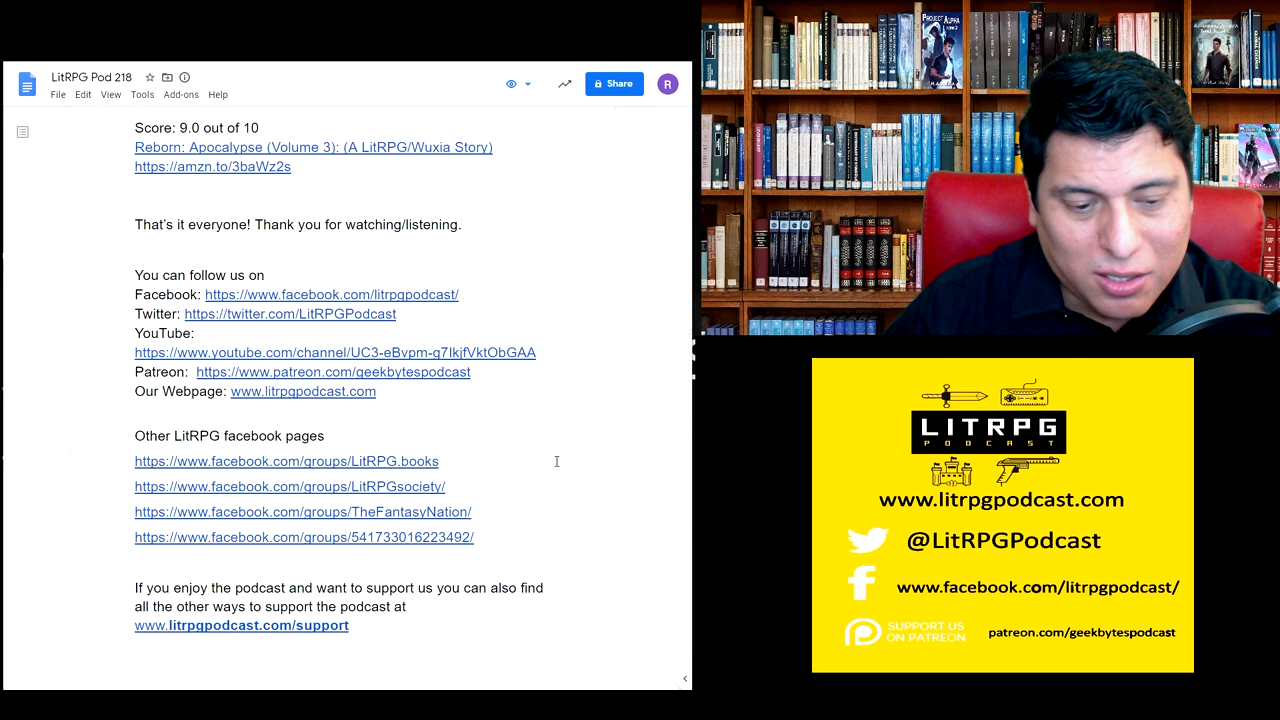 LitRPG Pod 218
Share
R
File Edit View Tools Add-ons Help
Score: 9.0 out of 10
Reborn: Apocalypse (Volume 3): (A LitRPG/Wuxia Story)
https://amzn.to/3baWz2s
That's it everyone! Thank you for watching/listening.
You can follow us on
Facebook: https://www.facebook.com/litrpgpodcast/
Twitter: https://twitter.com/LitRPGPodcast
YouTube:
https://www.youtube.com/channel/UC3-eBvpm-g7lkjfVktObGAA
Patreon: https://www.patreon.com/geekbytespodcast
Our Webpage: www.litrpgpodcast.com
Other LitRPG facebook pages
https://www.facebook.com/groups/LitRPG.books
https://www.facebook.com/groups/LitRPGsociety/
https://www.facebook.com/groups/TheFantasyNation/
https://www.facebook.com/groups/541733016223492/
If you enjoy the podcast and want to support us you can also find
all the other ways to support the podcast at
www.litrpgpodcast.com/support
PROJECT ALPHA
LITRPG
PODCAST
www.litrpgpodcast.com
@LitRPGPodcast
www.facebook.com/litrpgpodcast/
SUPPORT US
ON PATREON
patreon.com/geekbytespodcast